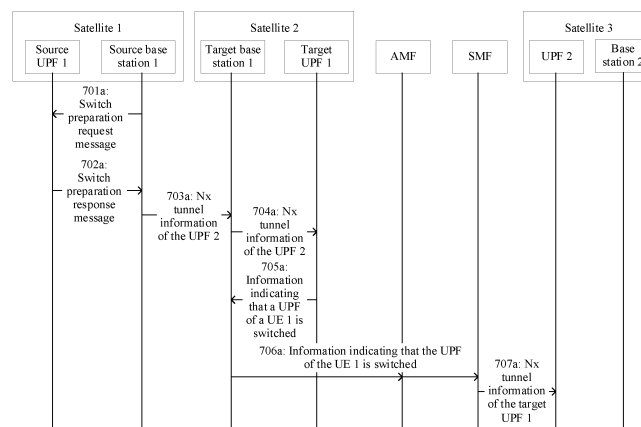 Satellite 1
Satellite 2
Satellite 3
Source
UPF 1
Source base
station 1
Target base
station 1
Target
UPF 1
AMF
SMF
UPF 2
Base
station 2
701a:
Switch
preparation
request
message
702a:
Switch
preparation
response
message
703a: Nx
tunnel
information
of the UPF 2
704a: Nx
tunnel
information
of the UPF 2
705a:
Information
indicating
that a UPF
of a UE 1 is
switched
706a: Information indicating that the UPF
of the UE 1 is switched
707a: Nx
tunnel
information
of the target
UPF 1